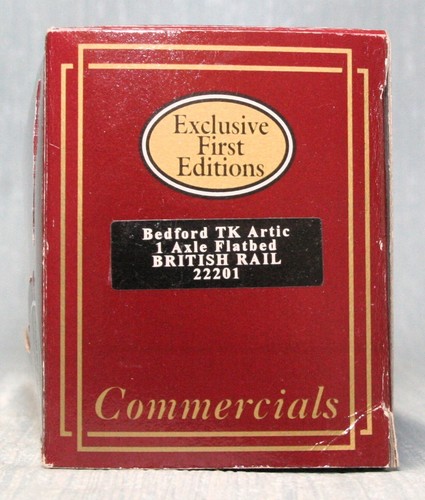 Exclusive
First
Editions
Bedford TK Artic
1 Axle Flatbed
BRITISH RAIL
22201
Commercials